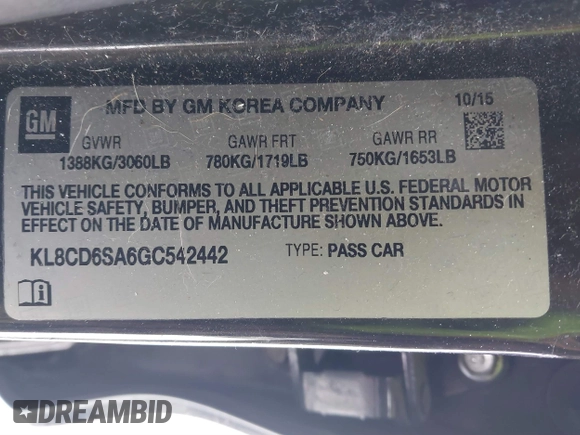 GM
MFD BY GM KOREA COMPANY
10/15
GVWR GAWR FRT GAWR RR
1388KG/3060LB 780KG/1719LB 750KG/1653LB
THIS VEHICLE CONFORMS TO ALL APPLICABLE U.S. FEDERAL MOTOR
VEHICLE SAFETY, BUMPER, AND THEFT PREVENTION STANDARDS IN
EFFECT ON THE DATE OF MANUFACTURE SHOWN ABOVE.
KL8CD6SA6GC542442 TYPE: PASS CAR
DREAMBID